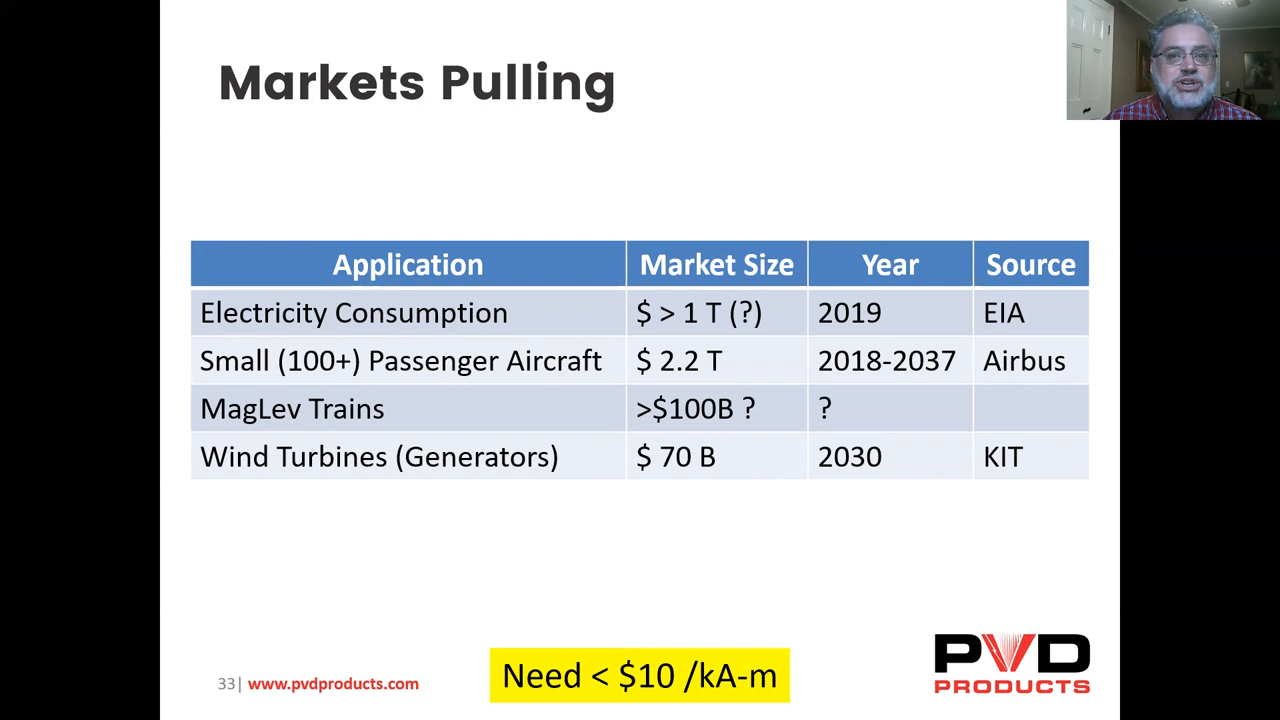 Markets Pulling
Application Market Size Year Source
Electricity Consumption $ > 1 T (?) 2019 EIA
Small (100+) Passenger Aircraft $ 2.2 T 2018-2037 Airbus
MagLev Trains >$100B ? ?
Wind Turbines (Generators) $ 70 B 2030 KIT
Need < $10 /kA-m
33| www.pvdproducts.com
PVD
PRODUCTS